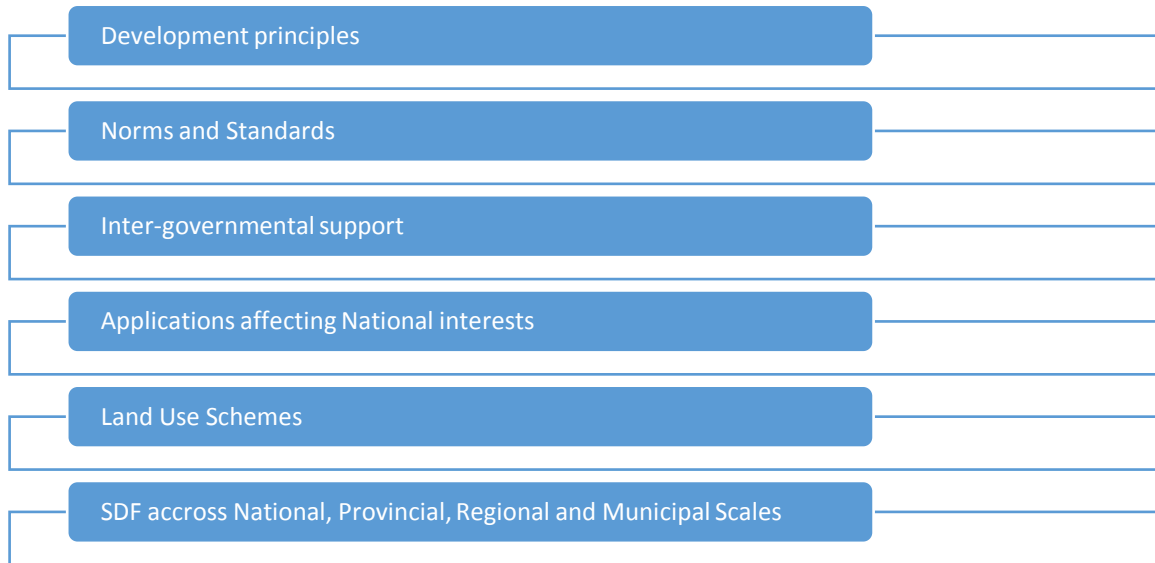 Development principles
Norms and Standards
Inter-governmental support
Applications affecting National interests
Land Use Schemes
SDF accross National, Provincial, Regional and Municipal Scales